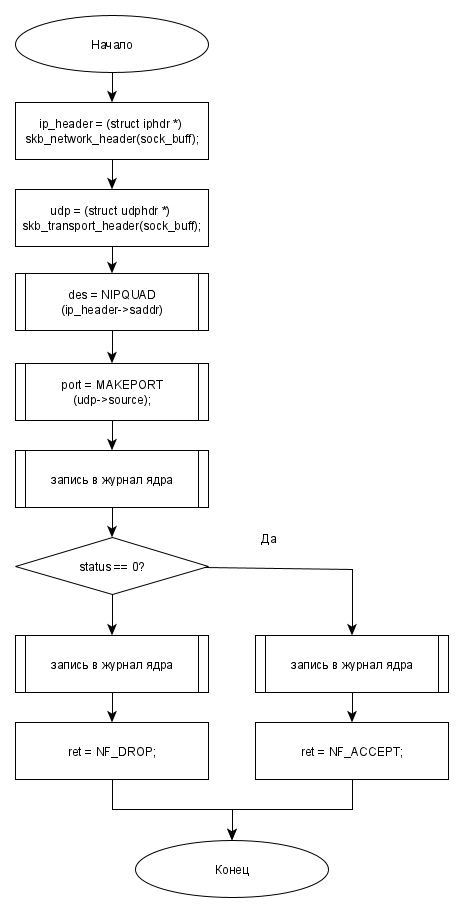 Начало
ip_header = (struct iphdr *)
skb_network_header(sock_buff);
udp = (struct udphdr *)
skb_transport_header(sock_buff);
des = NIPQUAD
(ip_header->saddr)
port = MAKEPORT
(udp->source);
запись в журнал ядра
Да
status == 0?
запись в журнал ядра
запись в журнал ядра
ret = NF_DROP;
ret = NF_ACCEPT;
Конец